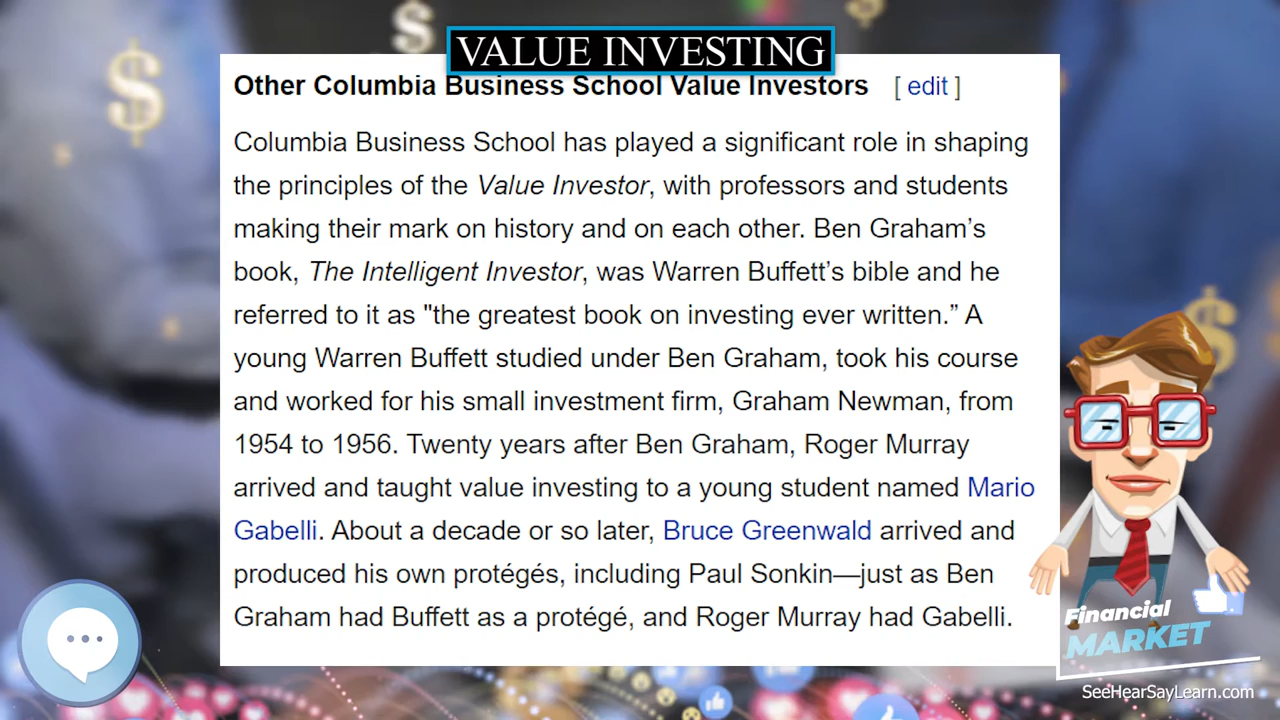 VALUE INVESTING
Other Columbia Business School Value Investors [ edit ]
Columbia Business School has played a significant role in shaping
the principles of the Value Investor, with professors and students
making their mark on history and on each other. Ben Graham’s
book, The Intelligent Investor, was Warren Buffett’s bible and he
referred to it as "the greatest book on investing ever written.” A
young Warren Buffett studied under Ben Graham, took his course
and worked for his small investment firm, Graham Newman, from
1954 to 1956. Twenty years after Ben Graham, Roger Murray
arrived and taught value investing to a young student named Mario
Gabelli. About a decade or so later, Bruce Greenwald arrived and
produced his own protégés, including Paul Sonkin—just as Ben
Graham had Buffett as a protégé, and Roger Murray had Gabelli.
Financial
MARKET
SeeHearSayLearn.com